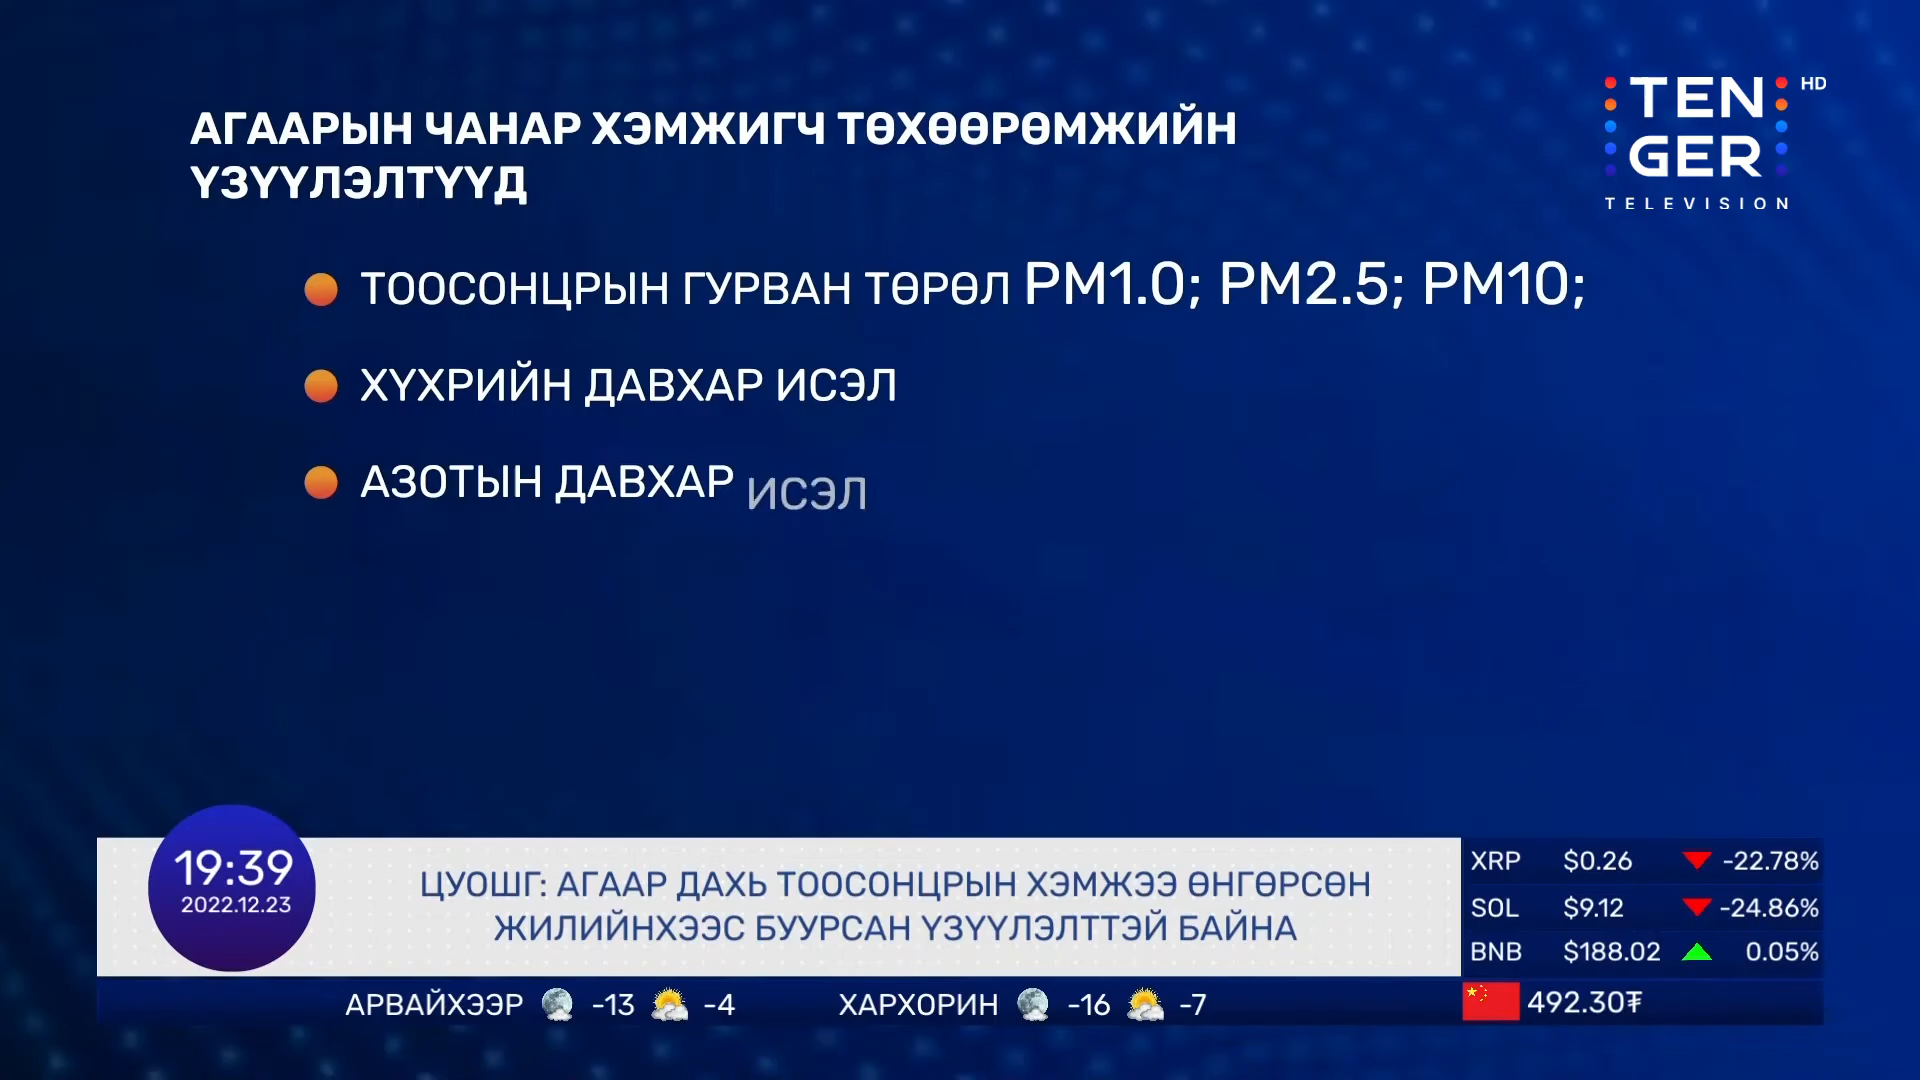 АГААРЫН ЧАНАР ХЭМЖИГЧ ТӨХӨӨРӨМЖИЙН
ҮЗҮҮЛЭЛТҮҮД
TEN HD
GER
TELEVISION
ТООСОНЦРЫН ГУРВАН ТӨРӨЛ PM1.0; PM2.5; PM10;
ХҮХРИЙН ДАВХАР ИСЭЛ
АЗОТЫН ДАВХАР ИСЭЛ
19:39
2022.12.23
ЦУОШГ: АГААР ДАХЬ ТООСОНЦРЫН ХЭМЖЭЭ ӨНГӨРСӨН
ЖИЛИЙНХЭЭС БУУРСАН ҮЗҮҮЛЭЛТТЭЙ БАЙНА
XRP $0.26 -22.78%
SOL $9.12 -24.86%
BNB $188.02 0.05%
АРВАЙХЭЭР -13 -4 ХАРХОРИН -16 -7
492.30₮